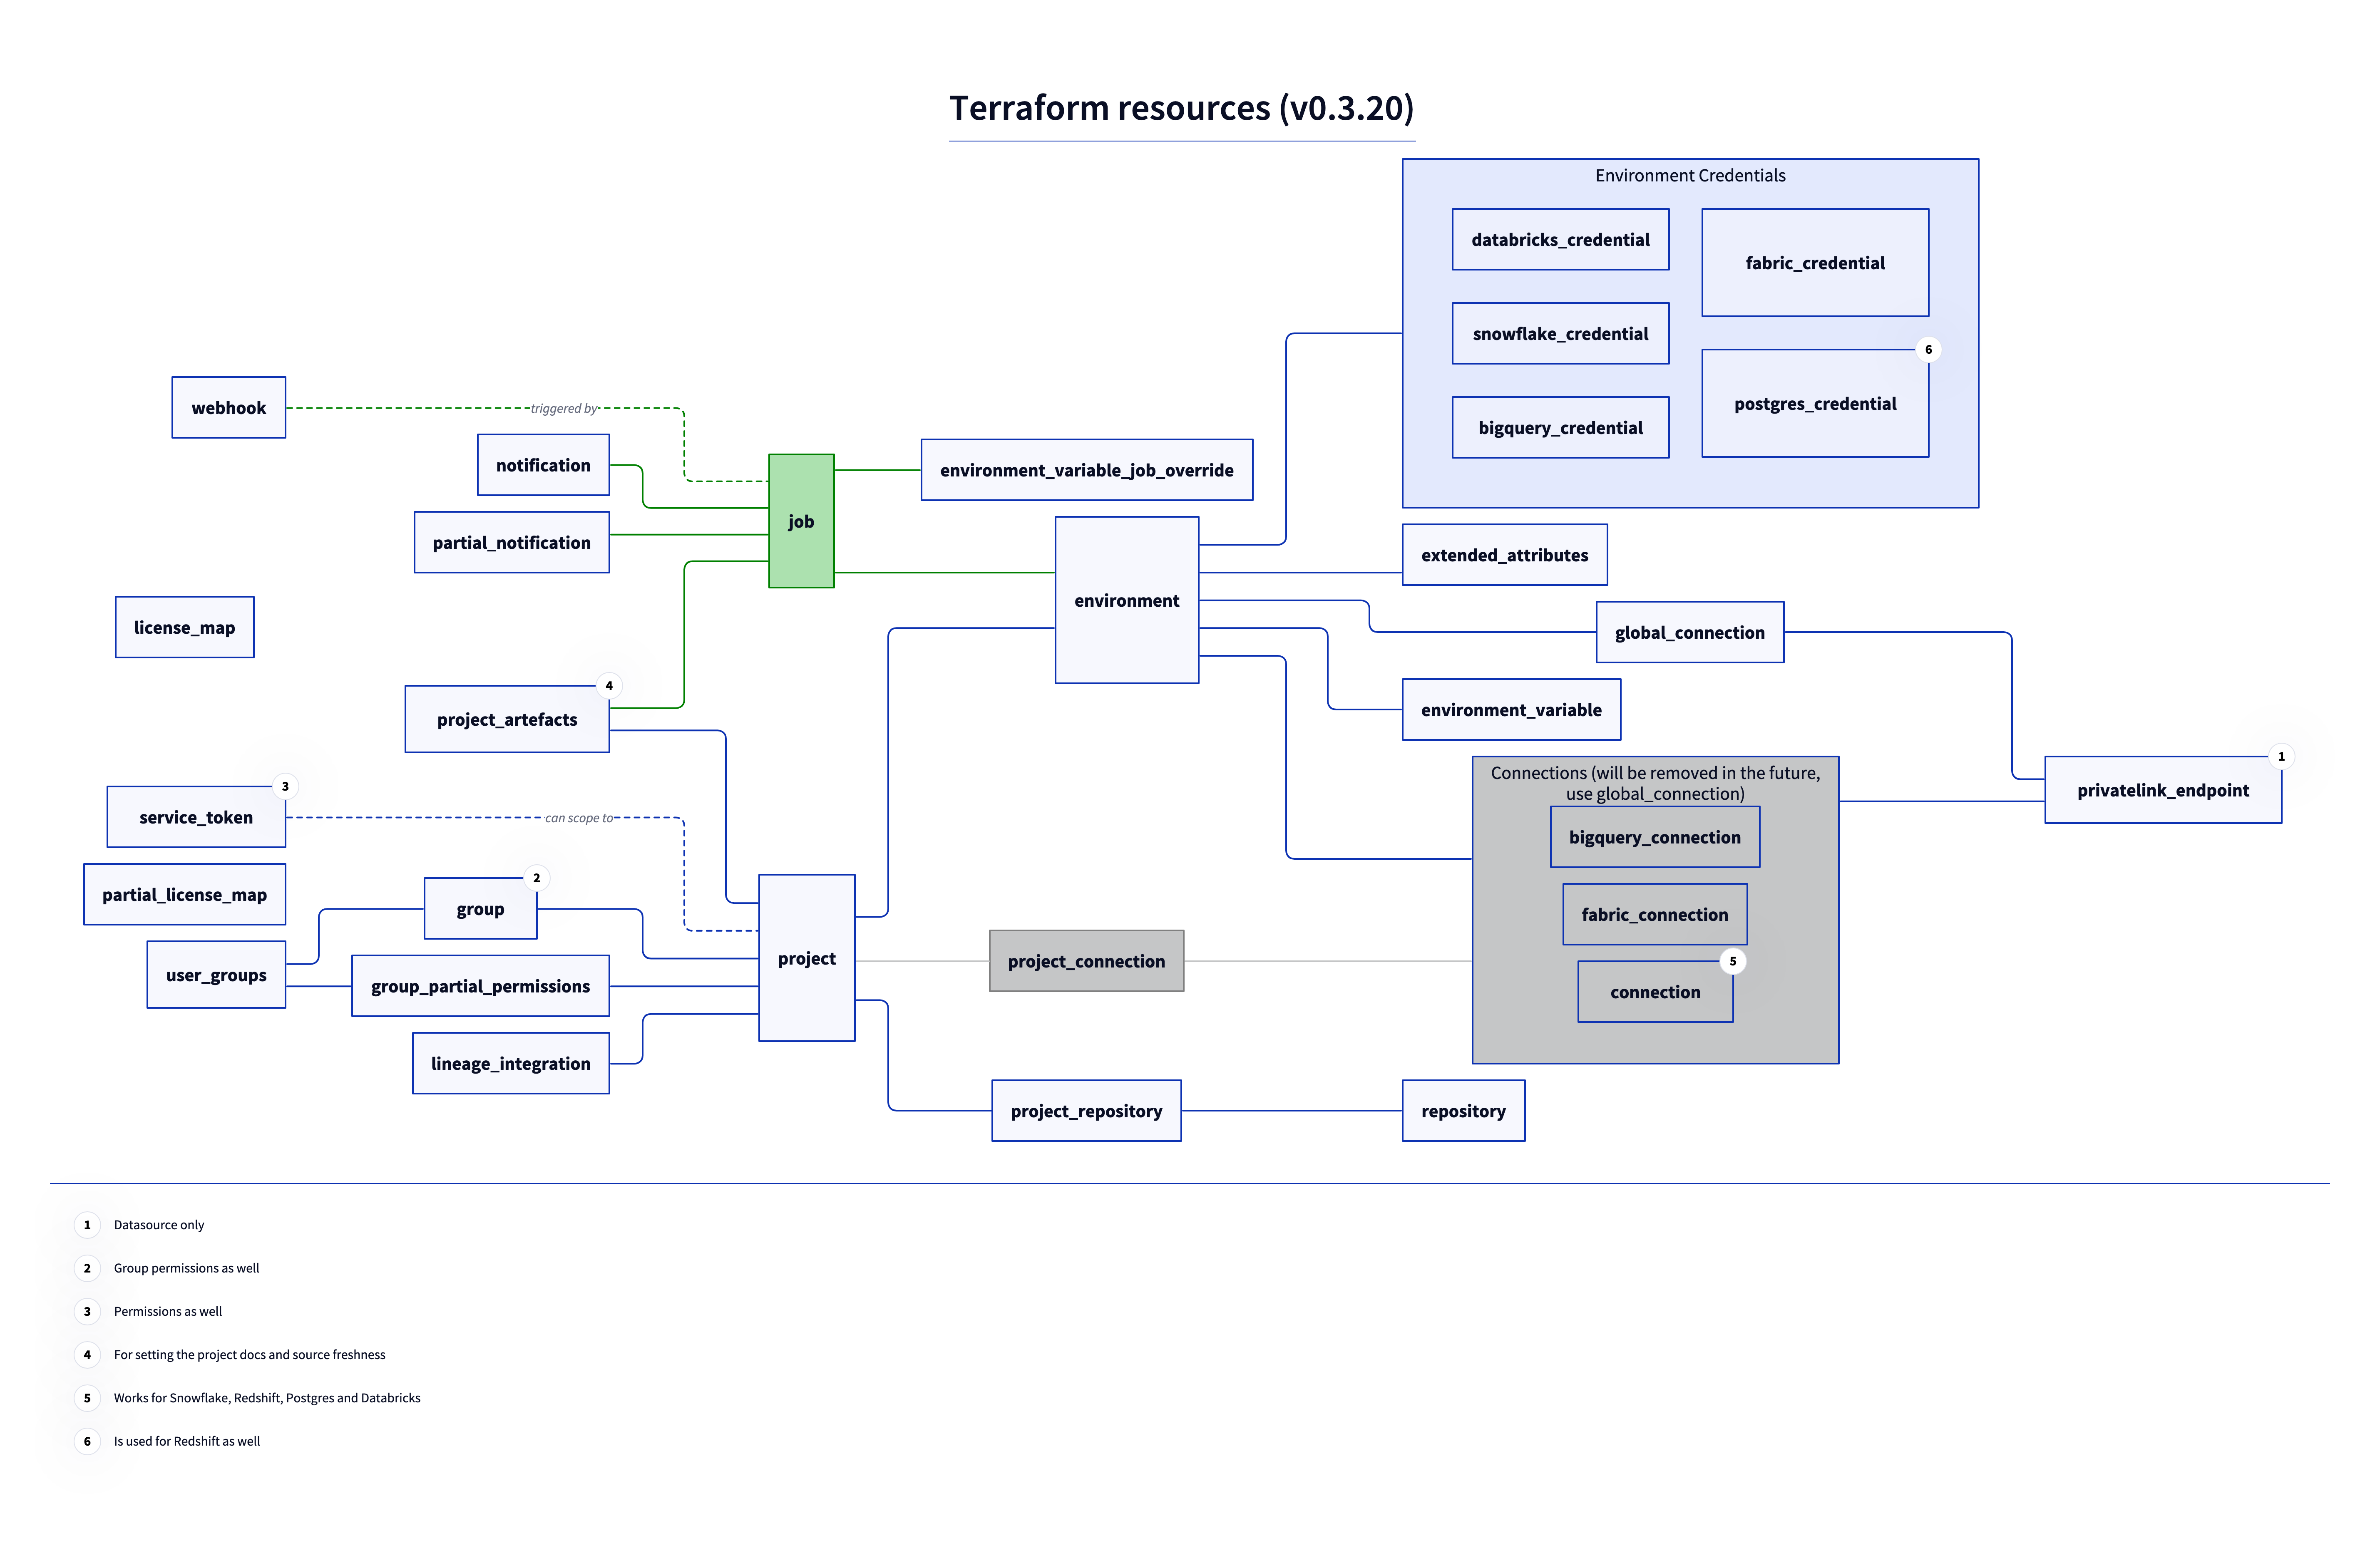 Terraform resources (v0.3.20)
Environment Credentials
databricks_credential
fabric_credential
snowflake_credential
6
postgres_credential
bigquery_credential
webhook
triggered by
notification
environment_variable_job_override
job
partial_notification
extended_attributes
environment
license_map
global_connection
4
project_artefacts
environment_variable
1
privatelink_endpoint
Connections (will be removed in the future,
use global_connection)
bigquery_connection
3
service_token
can scope to
partial_license_map
2
group
fabric_connection
project
project_connection
5
connection
user_groups
group_partial_permissions
lineage_integration
project_repository
repository
1 Datasource only
2 Group permissions as well
3 Permissions as well
4 For setting the project docs and source freshness
5 Works for Snowflake, Redshift, Postgres and Databricks
6 Is used for Redshift as well